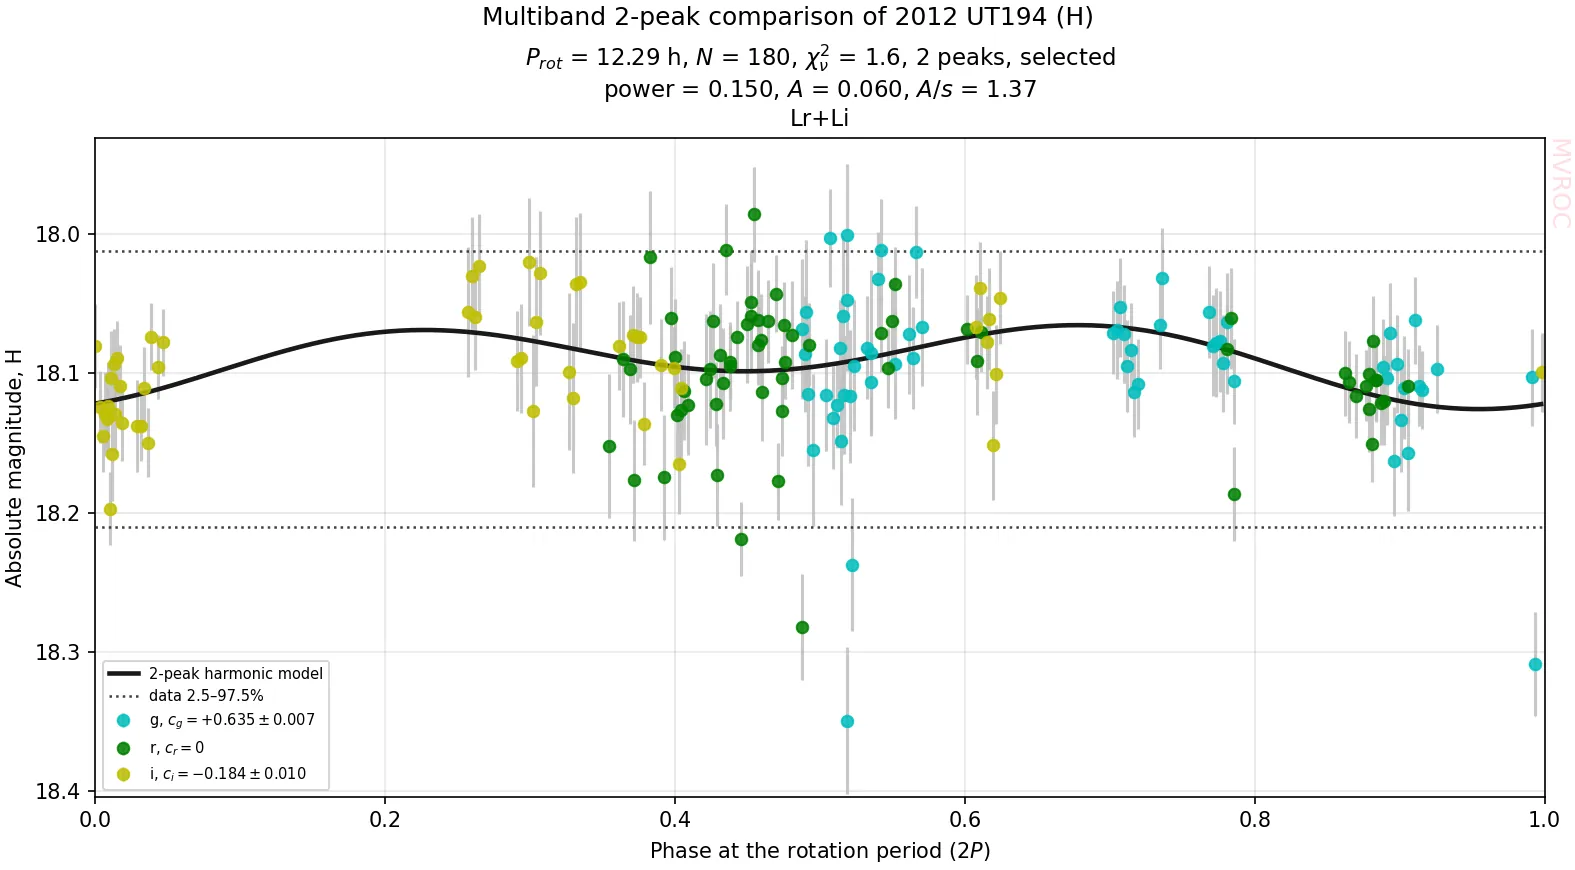 Multiband 2-peak comparison of 2012 UT194 (H)
P_rot = 12.29 h, N = 180, χ²_ν = 1.6, 2 peaks, selected
power = 0.150, A = 0.060, A/s = 1.37
Lr+Li
MVROC
Absolute magnitude, H
18.0
18.1
18.2
18.3
18.4
2-peak harmonic model
data 2.5–97.5%
g, c_g = +0.635 ± 0.007
r, c_r = 0
i, c_i = −0.184 ± 0.010
0.0 0.2 0.4 0.6 0.8 1.0
Phase at the rotation period (2P)